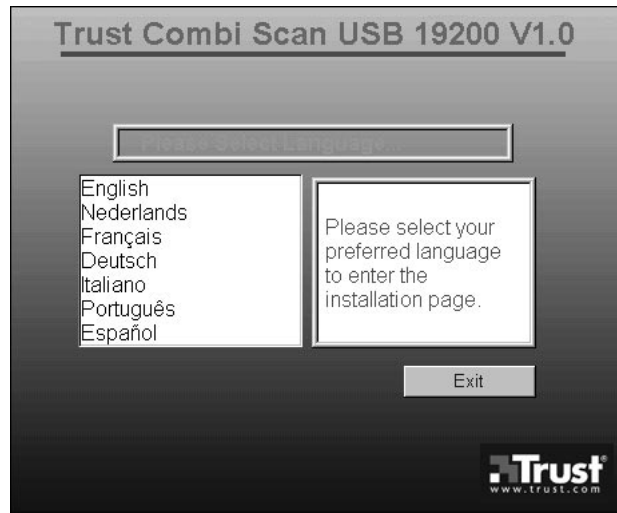 Trust Combi Scan USB 19200 V1.0
Please Select Language...
English
Nederlands
Français
Deutsch
Italiano
Português
Español
Please select your
preferred language
to enter the
installation page.
Exit
Trust®
www.trust.com